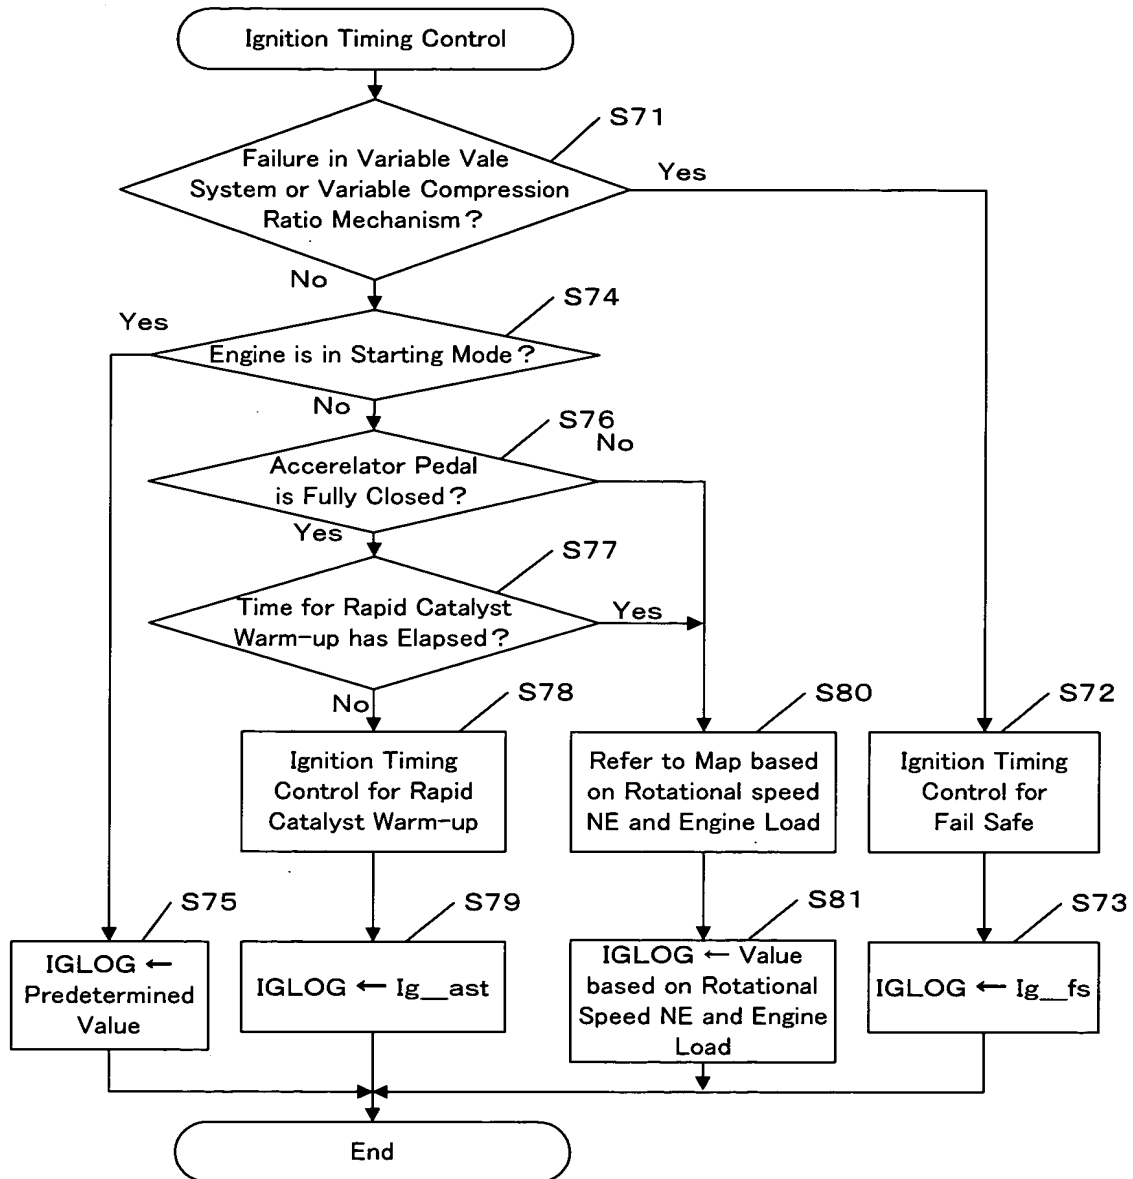 Ignition Timing Control
S71
Failure in Variable Vale
System or Variable Compression
Ratio Mechanism?
Yes
No
S74
Yes
Engine is in Starting Mode?
No
S76
No
Accerelator Pedal
is Fully Closed?
Yes
S77
Time for Rapid Catalyst
Warm-up has Elapsed?
Yes
No
S78
Ignition Timing
Control for Rapid
Catalyst Warm-up
S80
Refer to Map based
on Rotational speed
NE and Engine Load
S72
Ignition Timing
Control for
Fail Safe
S75
IGLOG ←
Predetermined
Value
S79
IGLOG ← Ig__ast
S81
IGLOG ← Value
based on Rotational
Speed NE and Engine
Load
S73
IGLOG ← Ig__fs
End